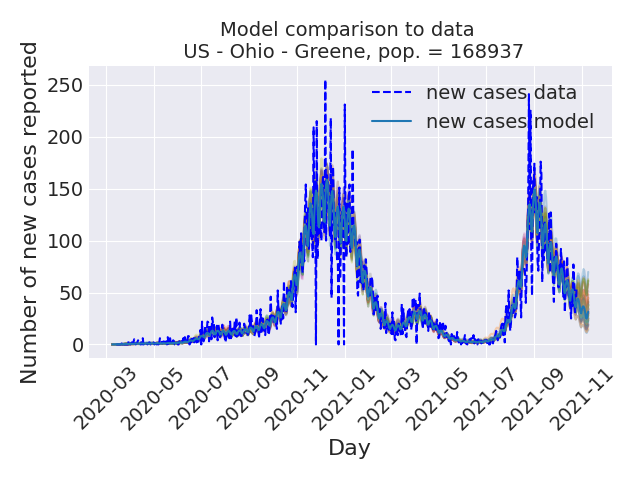 Model comparison to data
US - Ohio - Greene, pop. = 168937
Number of new cases reported
250
200
150
100
50
0
new cases data
new cases model
2020-03
2020-05
2020-07
2020-09
2020-11
2021-01
2021-03
2021-05
2021-07
2021-09
2021-11
Day